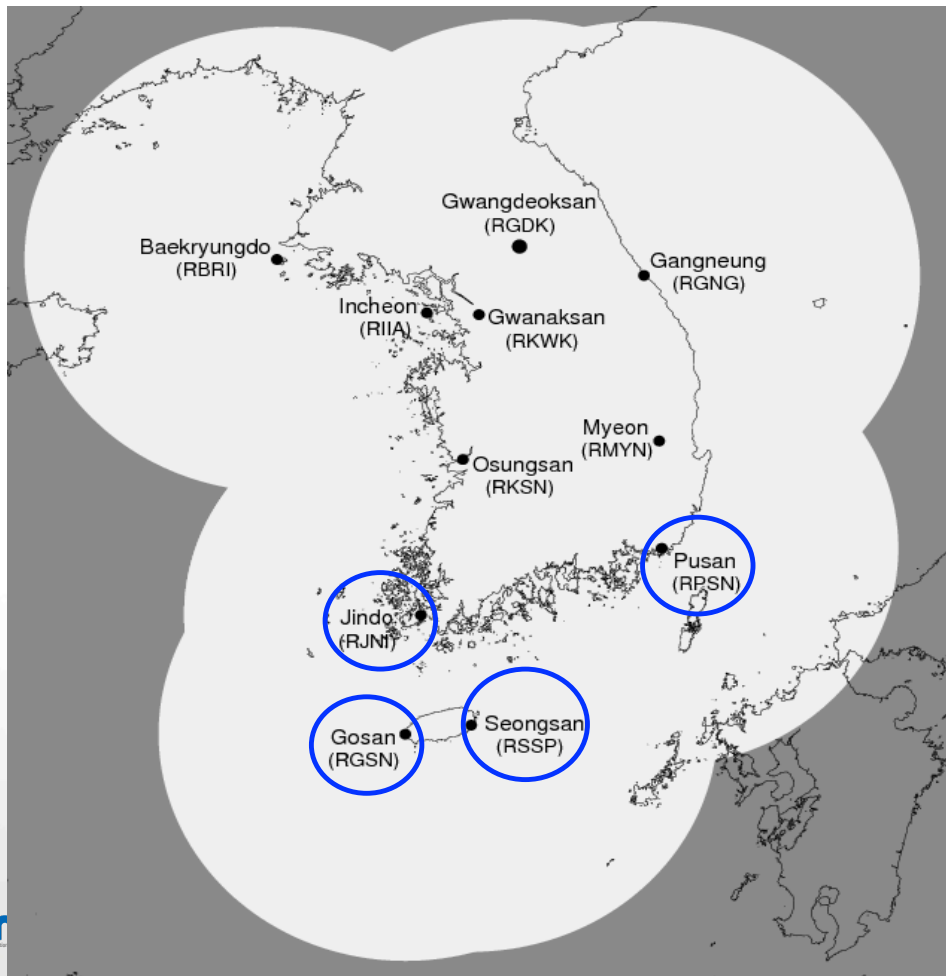 Gwangdeoksan
(RGDK)
Baekryungdo
(RBRI)
Gangneung
(RGNG)
Incheon
(RIIA)
Gwanaksan
(RKWK)
Myeon
(RMYN)
Osungsan
(RKSN)
Pusan
(RPSN)
Jindo
(RJNI)
Gosan
(RGSN)
Seongsan
(RSSP)